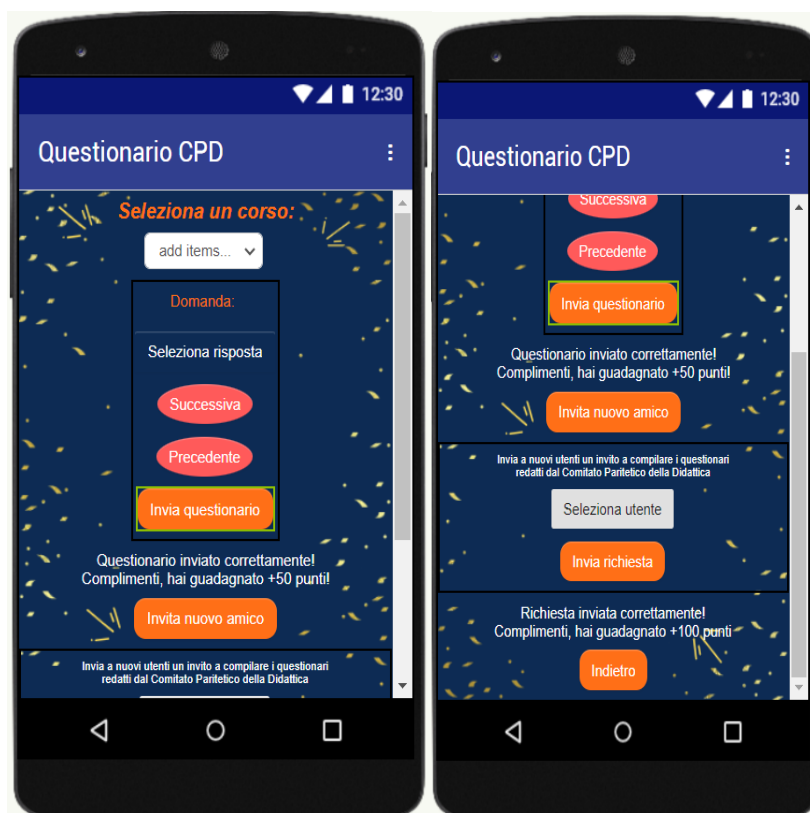 12:30
Questionario CPD
Seleziona un corso:
add items...
Domanda:
Seleziona risposta
Successiva
Precedente
Invia questionario
Questionario inviato correttamente!
Complimenti, hai guadagnato +50 punti!
Invita nuovo amico
Invia a nuovi utenti un invito a compilare i questionari
redatti dal Comitato Paritetico della Didattica
12:30
Questionario CPD
Successiva
Precedente
Invia questionario
Questionario inviato correttamente!
Complimenti, hai guadagnato +50 punti!
Invita nuovo amico
Invia a nuovi utenti un invito a compilare i questionari
redatti dal Comitato Paritetico della Didattica
Seleziona utente
Invia richiesta
Richiesta inviata correttamente!
Complimenti, hai guadagnato +100 punti
Indietro